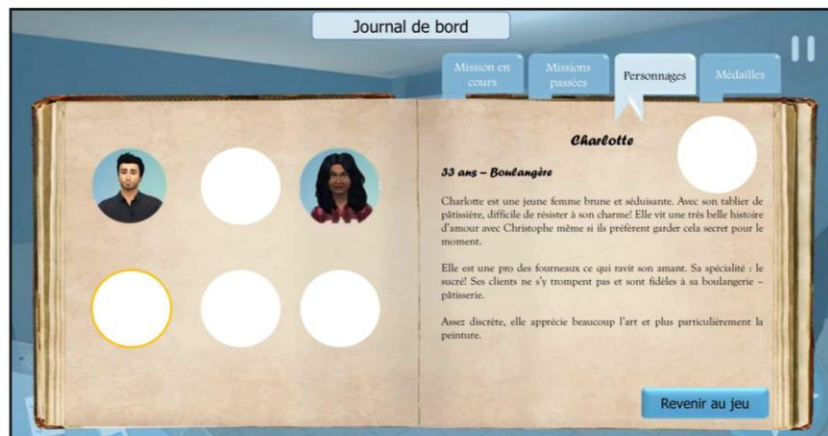 Journal de bord
Mission en
cours
Missions
passées
Personnages
Médailles
Charlotte
33 ans – Boulangère
Charlotte est une jeune femme brune et séduisante. Avec son tablier de
pâtissière, difficile de résister à son charme! Elle vit une très belle histoire
d'amour avec Christophe même si ils préfèrent garder cela secret pour le
moment.
Elle est une pro des fourneaux ce qui ravit son amant. Sa spécialité : le
sucré! Ses clients ne s'y trompent pas et sont fidèles à sa boulangerie –
pâtisserie.
Assez discrète, elle apprécie beaucoup l'art et plus particulièrement la
peinture.
Revenir au jeu